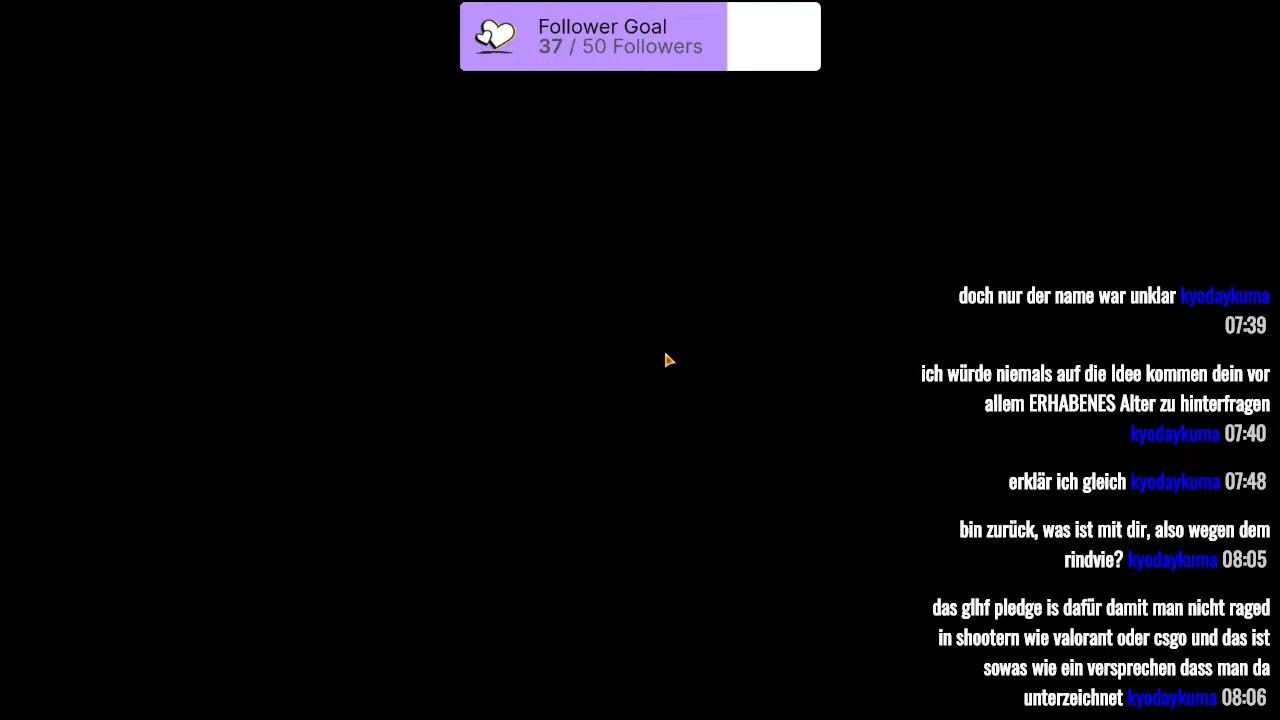 Follower Goal
37 / 50 Followers
doch nur der name war unklar kyodaykuma
07:39
ich würde niemals auf die Idee kommen dein vor
allem ERHABENES Alter zu hinterfragen
kyodaykuma 07:40
erklär ich gleich kyodaykuma 07:48
bin zurück, was ist mit dir, also wegen dem
rindvie? kyodaykuma 08:05
das glhf pledge is dafür damit man nicht raged
in shootern wie valorant oder csgo und das ist
sowas wie ein versprechen dass man da
unterzeichnet kyodaykuma 08:06